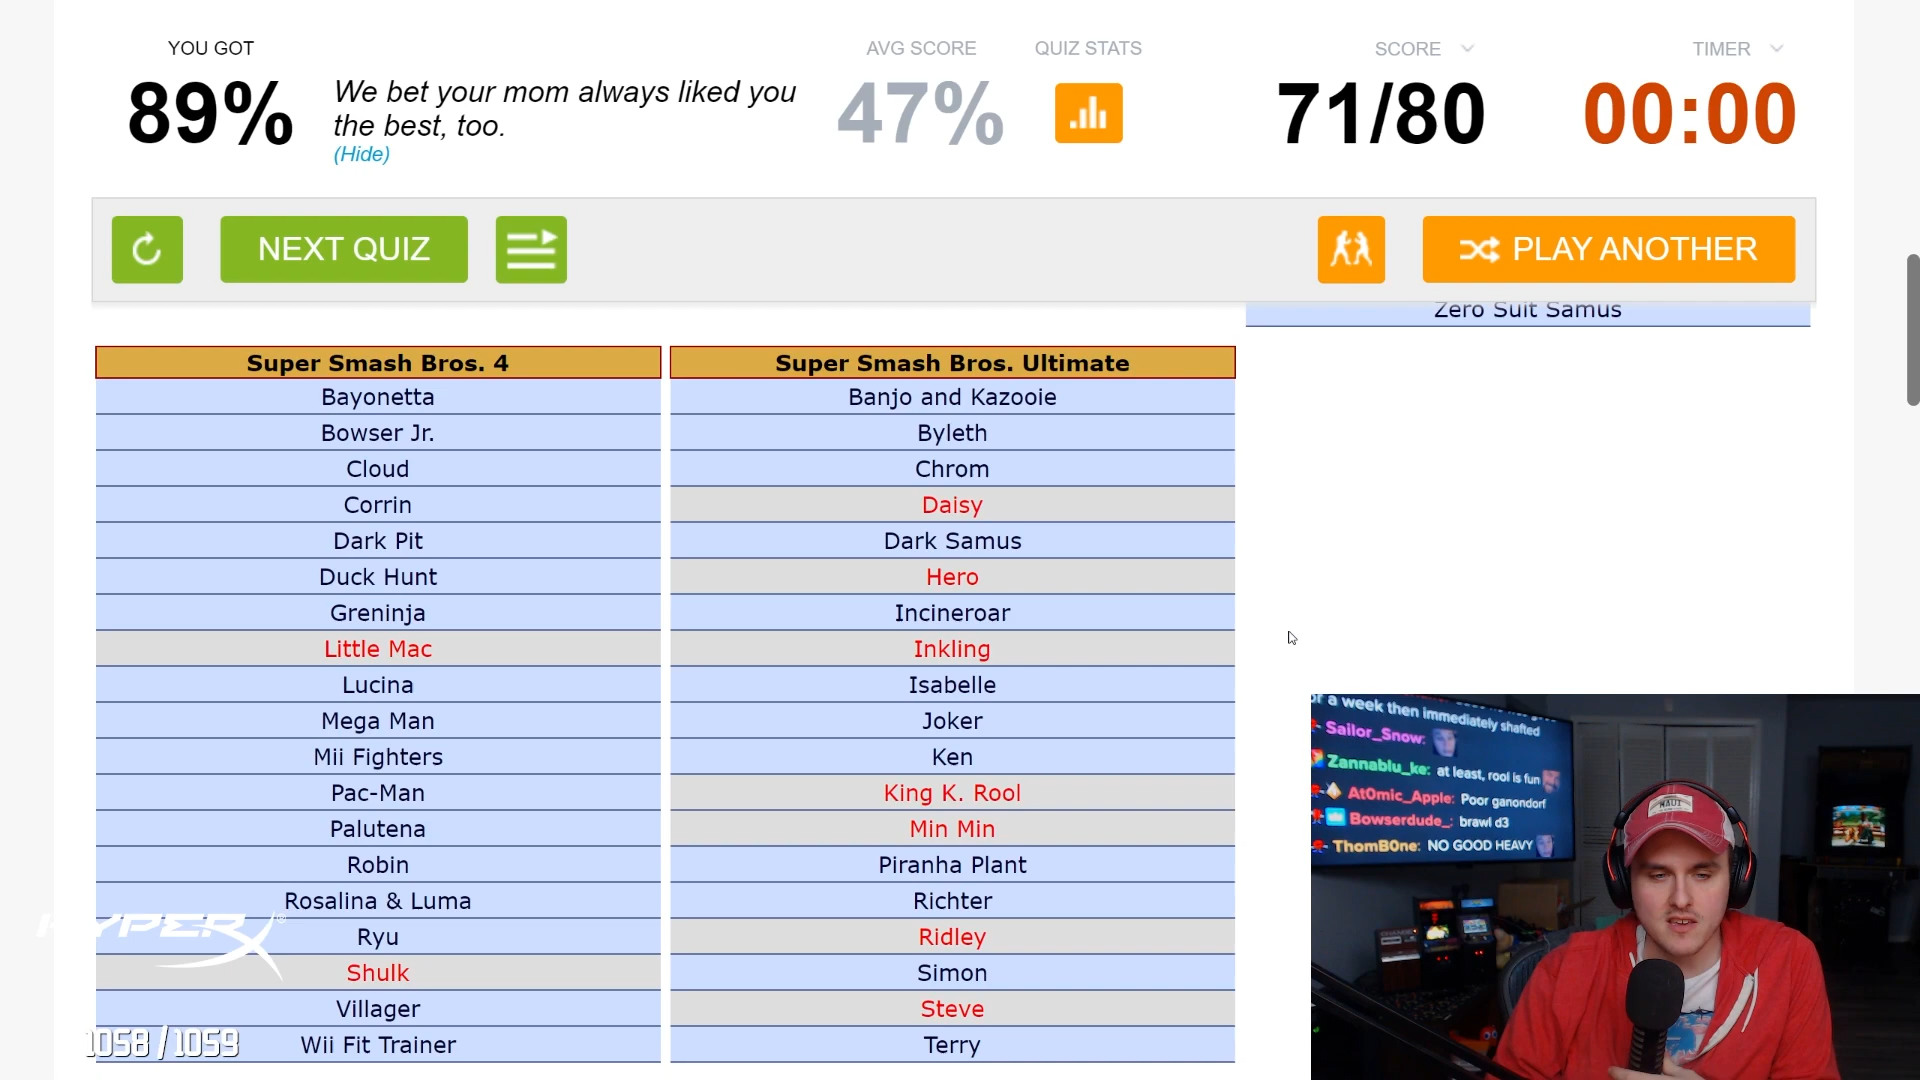 YOU GOT
89%
We bet your mom always liked you
the best, too.
(Hide)
AVG SCORE
47%
QUIZ STATS
SCORE
71/80
TIMER
00:00
NEXT QUIZ
PLAY ANOTHER
Zero Suit Samus
Super Smash Bros. 4
Bayonetta
Bowser Jr.
Cloud
Corrin
Dark Pit
Duck Hunt
Greninja
Little Mac
Lucina
Mega Man
Mii Fighters
Pac-Man
Palutena
Robin
Rosalina & Luma
Ryu
Shulk
Villager
Wii Fit Trainer
Super Smash Bros. Ultimate
Banjo and Kazooie
Byleth
Chrom
Daisy
Dark Samus
Hero
Incineroar
Inkling
Isabelle
Joker
Ken
King K. Rool
Min Min
Piranha Plant
Richter
Ridley
Simon
Steve
Terry
HYPERX®
1058/1059
a week then immediately shafted
Sailor_Snow:
Zannablu_ke: at least, rool is fun
At0mic_Apple: Poor ganondorf
Bowserdude_: brawl d3
ThomB0ne: NO GOOD HEAVY
MAUI